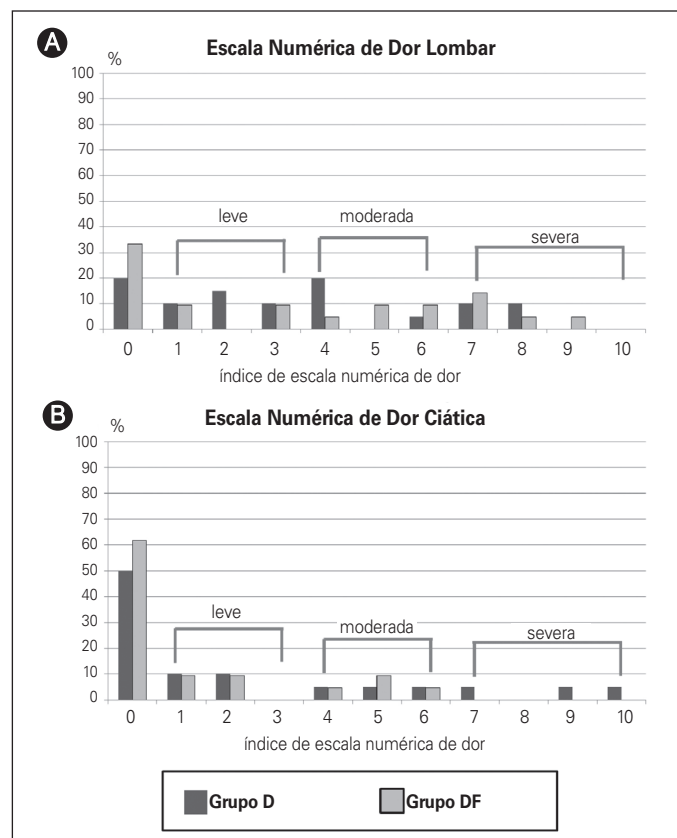 A
Escala Numérica de Dor Lombar
%
100
90
80
70
60
50
40
30
20
10
0
leve
moderada
severa
0 1 2 3 4 5 6 7 8 9 10
índice de escala numérica de dor
B
Escala Numérica de Dor Ciática
%
100
90
80
70
60
50
40
30
20
10
0
leve
moderada
severa
0 1 2 3 4 5 6 7 8 9 10
índice de escala numérica de dor
Grupo D Grupo DF